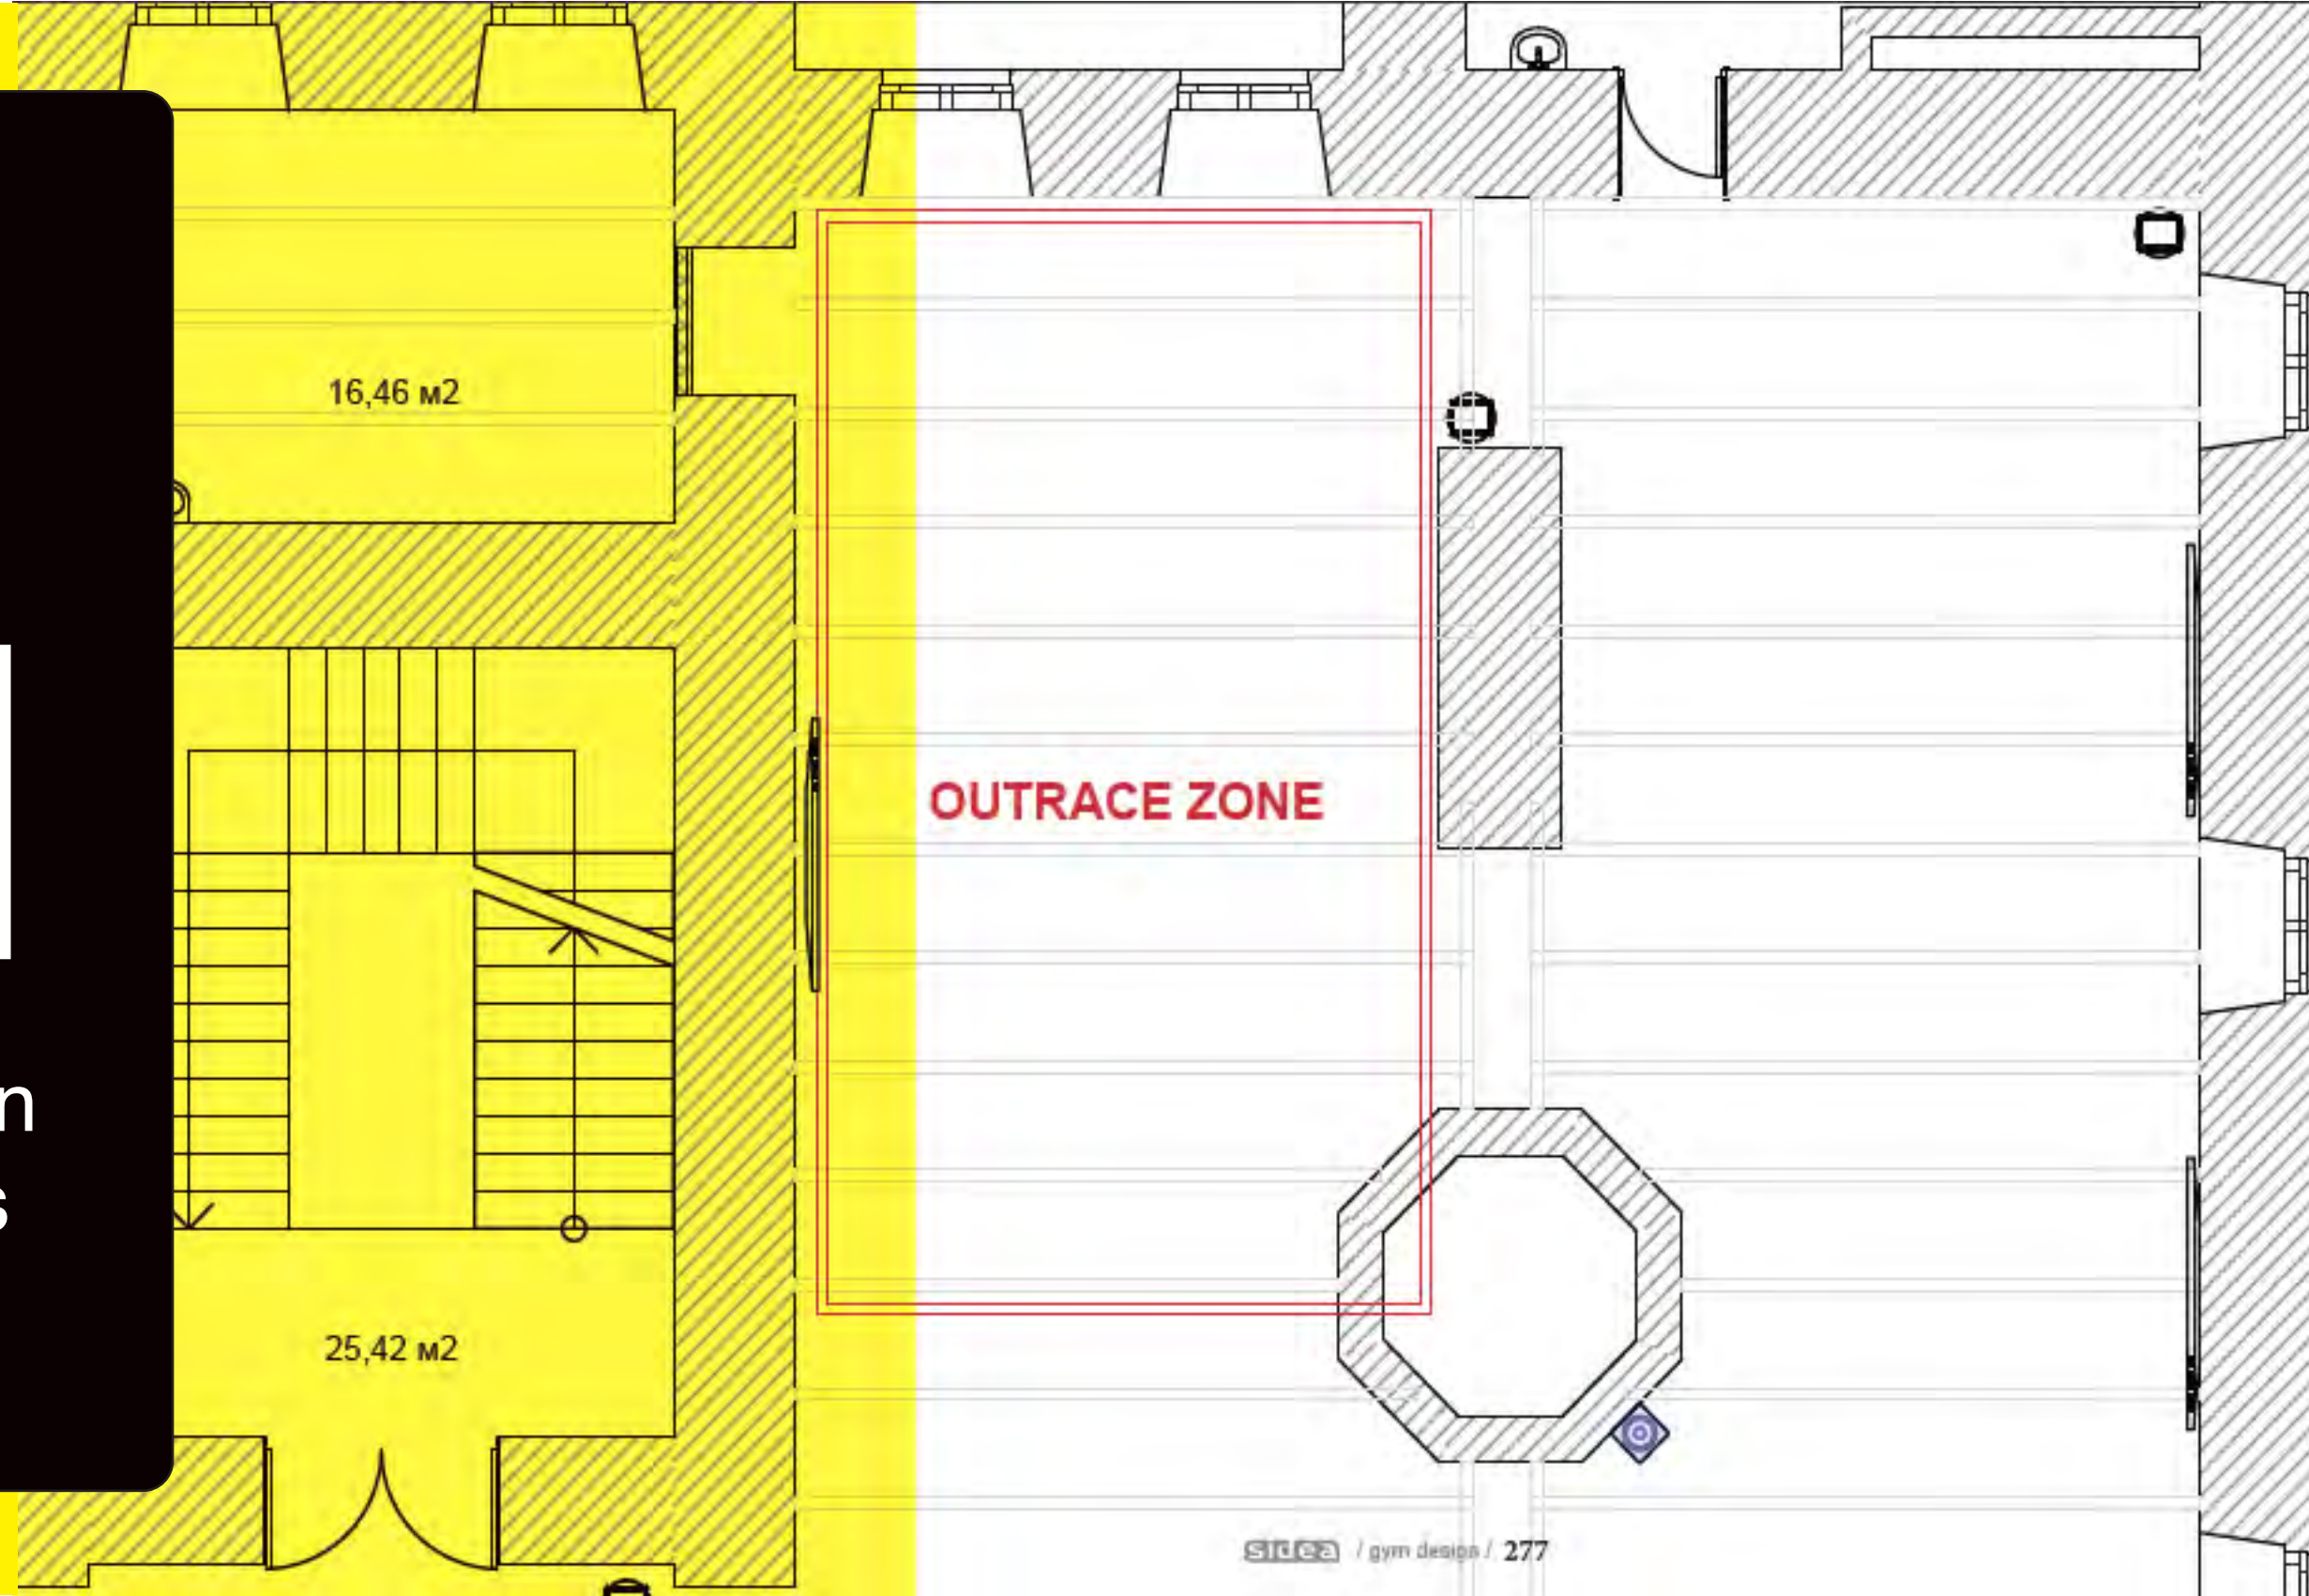 16,46 м2
OUTRACE ZONE
n
s
25,42 м2
sidea / gym design / 277